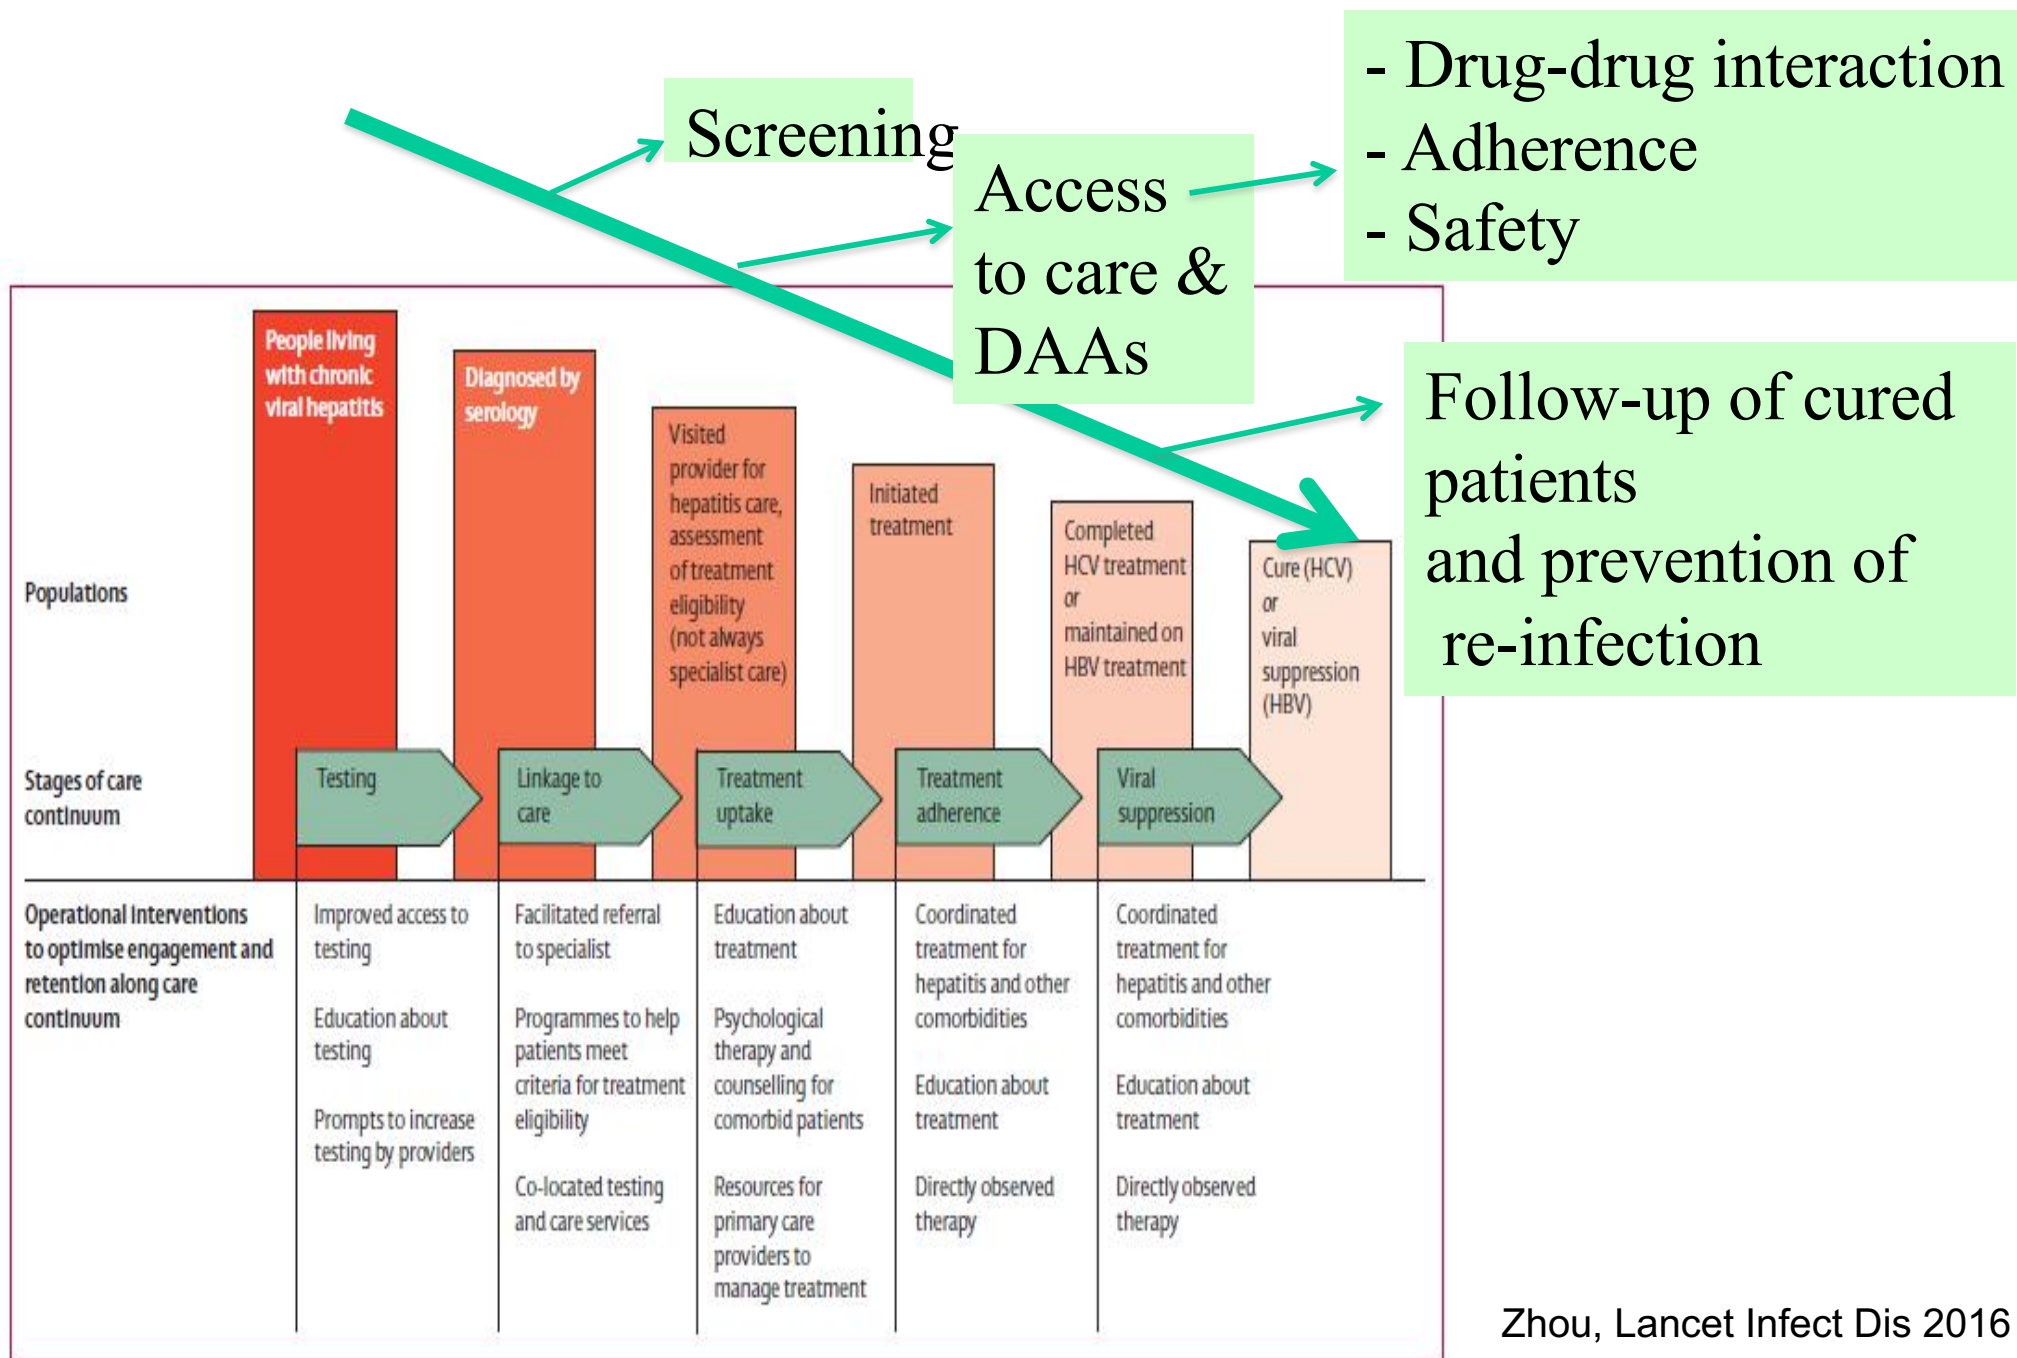 Screening
Access
to care &
DAAs
- Drug-drug interaction
- Adherence
- Safety
Follow-up of cured
patients
and prevention of
re-infection
Populations
People living
with chronic
viral hepatitis
Diagnosed by
serology
Visited
provider for
hepatitis care,
assessment
of treatment
eligibility
(not always
specialist care)
Initiated
treatment
Completed
HCV treatment
or
maintained on
HBV treatment
Cure (HCV)
or
viral
suppression
(HBV)
Stages of care
continuum
Testing
Linkage to
care
Treatment
uptake
Treatment
adherence
Viral
suppression
Operational interventions
to optimise engagement and
retention along care
continuum
Improved access to
testing
Education about
testing
Prompts to increase
testing by providers
Facilitated referral
to specialist
Programmes to help
patients meet
criteria for treatment
eligibility
Co-located testing
and care services
Education about
treatment
Psychological
therapy and
counselling for
comorbid patients
Resources for
primary care
providers to
manage treatment
Coordinated
treatment for
hepatitis and other
comorbidities
Education about
treatment
Directly observed
therapy
Coordinated
treatment for
hepatitis and other
comorbidities
Education about
treatment
Directly observed
therapy
Zhou, Lancet Infect Dis 2016